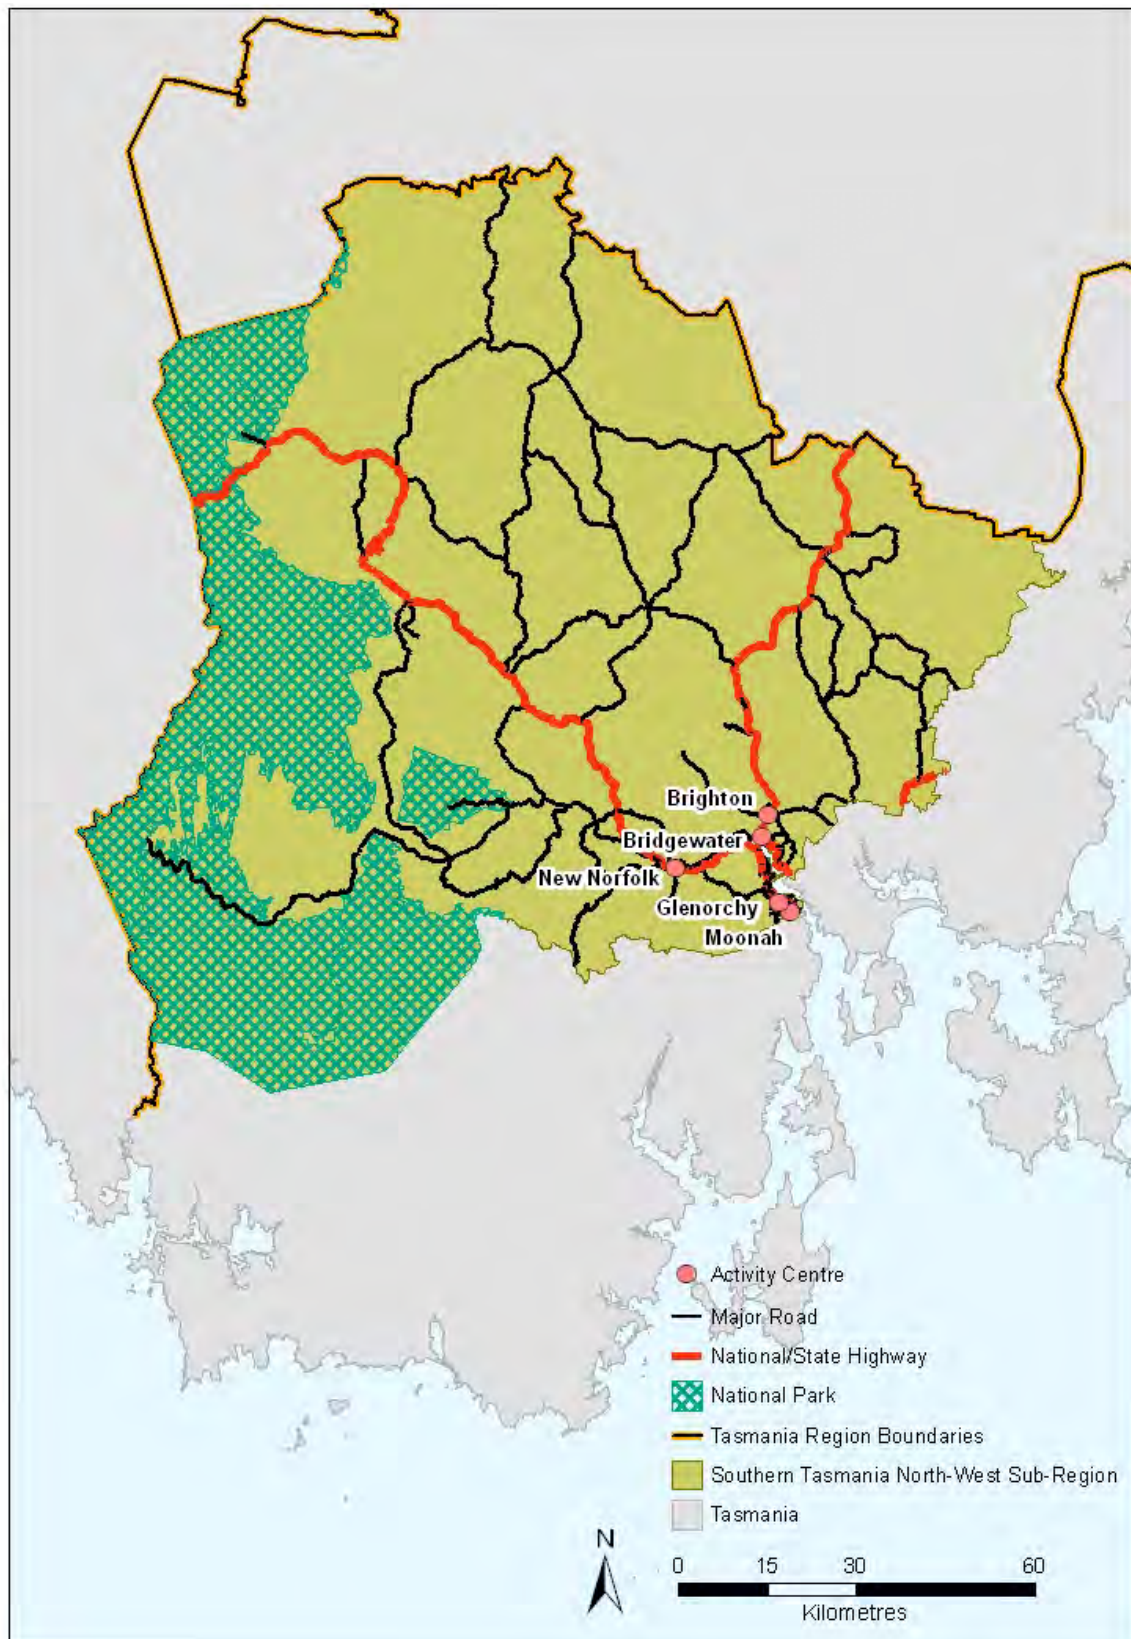 Brighton
Bridgewater
New Norfolk
Glenorchy
Moonah
Activity Centre
Major Road
National/State Highway
National Park
Tasmania Region Boundaries
Southern Tasmania North-West Sub-Region
Tasmania
N
0 15 30 60
Kilometres